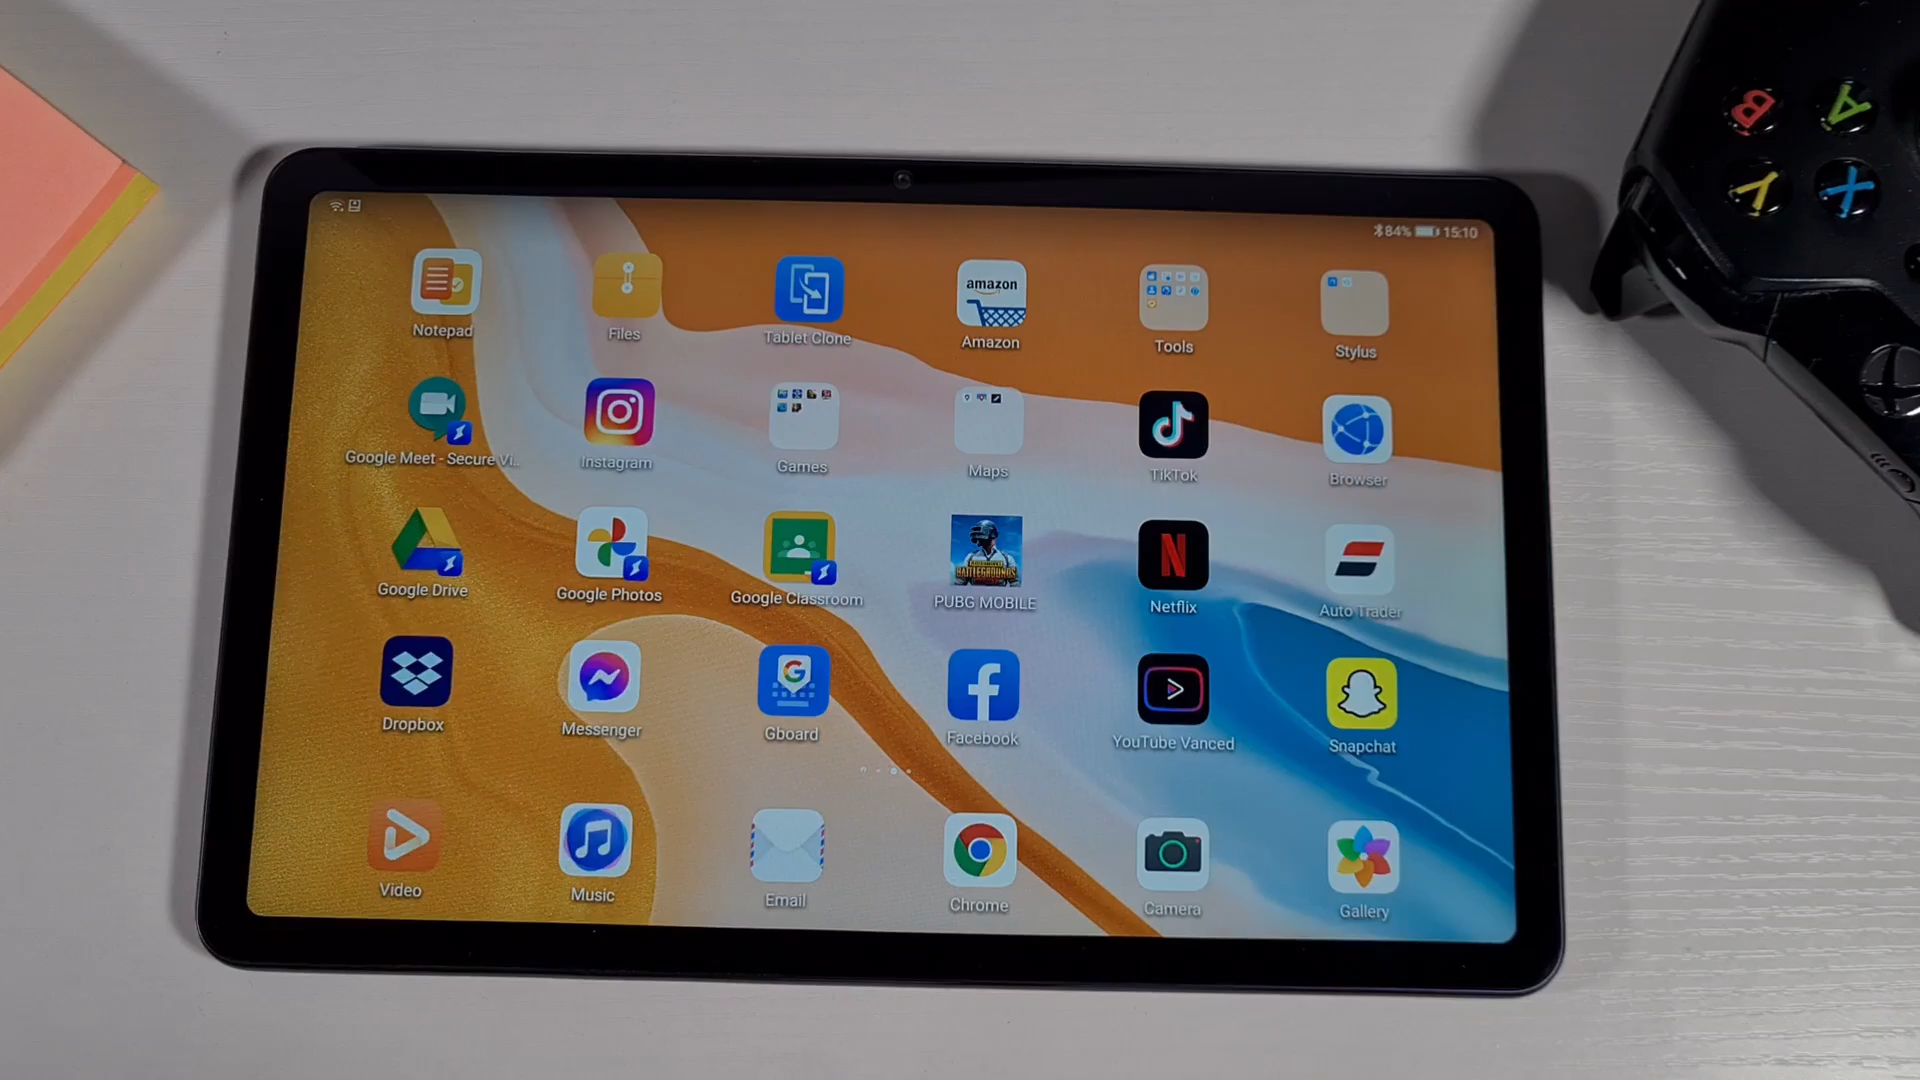 84% 15:10
Notepad
Files
Tablet Clone
amazon
Amazon
Tools
Stylus
Google Meet - Secure Vi...
Instagram
Games
Maps
TikTok
Browser
Google Drive
Google Photos
Google Classroom
BATTLEGROUNDS
PUBG MOBILE
N
Netflix
Auto Trader
Dropbox
Messenger
G
Gboard
f
Facebook
YouTube Vanced
Snapchat
Video
Music
Email
Chrome
Camera
Gallery
B A
Y X